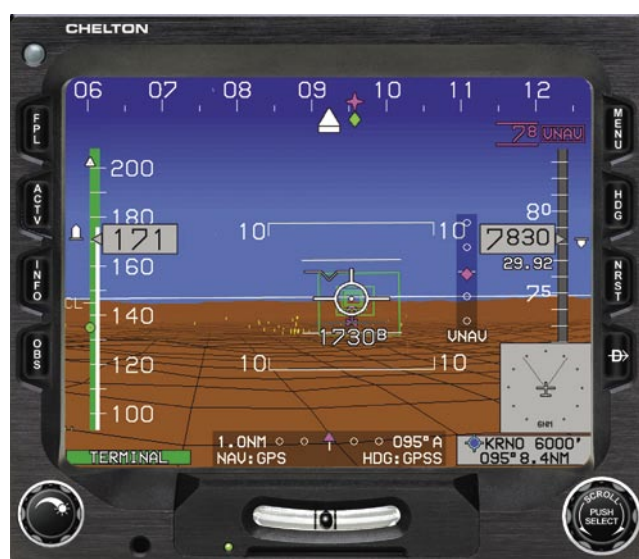 CHELTON
06 07 08 09 10 11 12
FPL
ACTV
INFO
OBS
MENU
HDG
NRST
D
7⁸ VNAV
200
180
171
160
CL
140
120
100
10 10
10 10
1730ᴮ
80
7830
29.92
75
VNAV
6NM
TERMINAL
1.0NM 095°A
NAV:GPS HDG:GPSS
KRNO 6000'
095°8.4NM
SCROLL
PUSH
SELECT